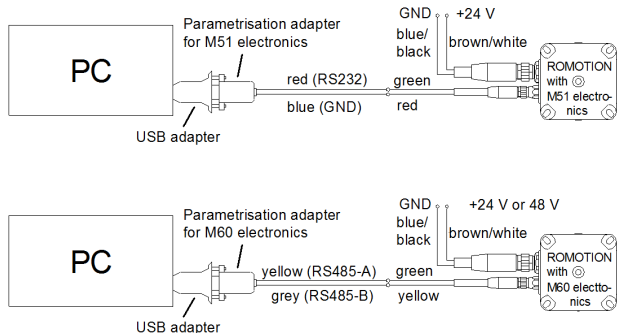 Parametrisation adapter
for M51 electronics
GND
+24 V
blue/
black
brown/white
PC
red (RS232)
green
blue (GND)
red
USB adapter
ROMOTION
with
M51 electro-
nics
Parametrisation adapter
for M60 electronics
GND
+24 V or 48 V
blue/
black
brown/white
PC
yellow (RS485-A)
green
grey (RS485-B)
yellow
USB adapter
ROMOTION
with
M60 electto-
nics